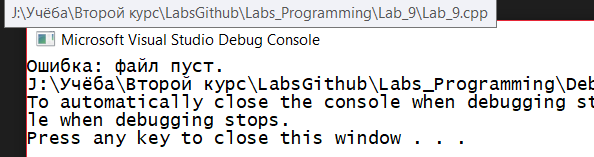 J:\Учёба\Второй курс\LabsGithub\Labs_Programming\Lab_9\Lab_9.cpp
Microsoft Visual Studio Debug Console
Ошибка: файл пуст.
J:\Учёба\Второй курс\LabsGithub\Labs_Programming\Deb
To automatically close the console when debugging st
le when debugging stops.
Press any key to close this window . . .